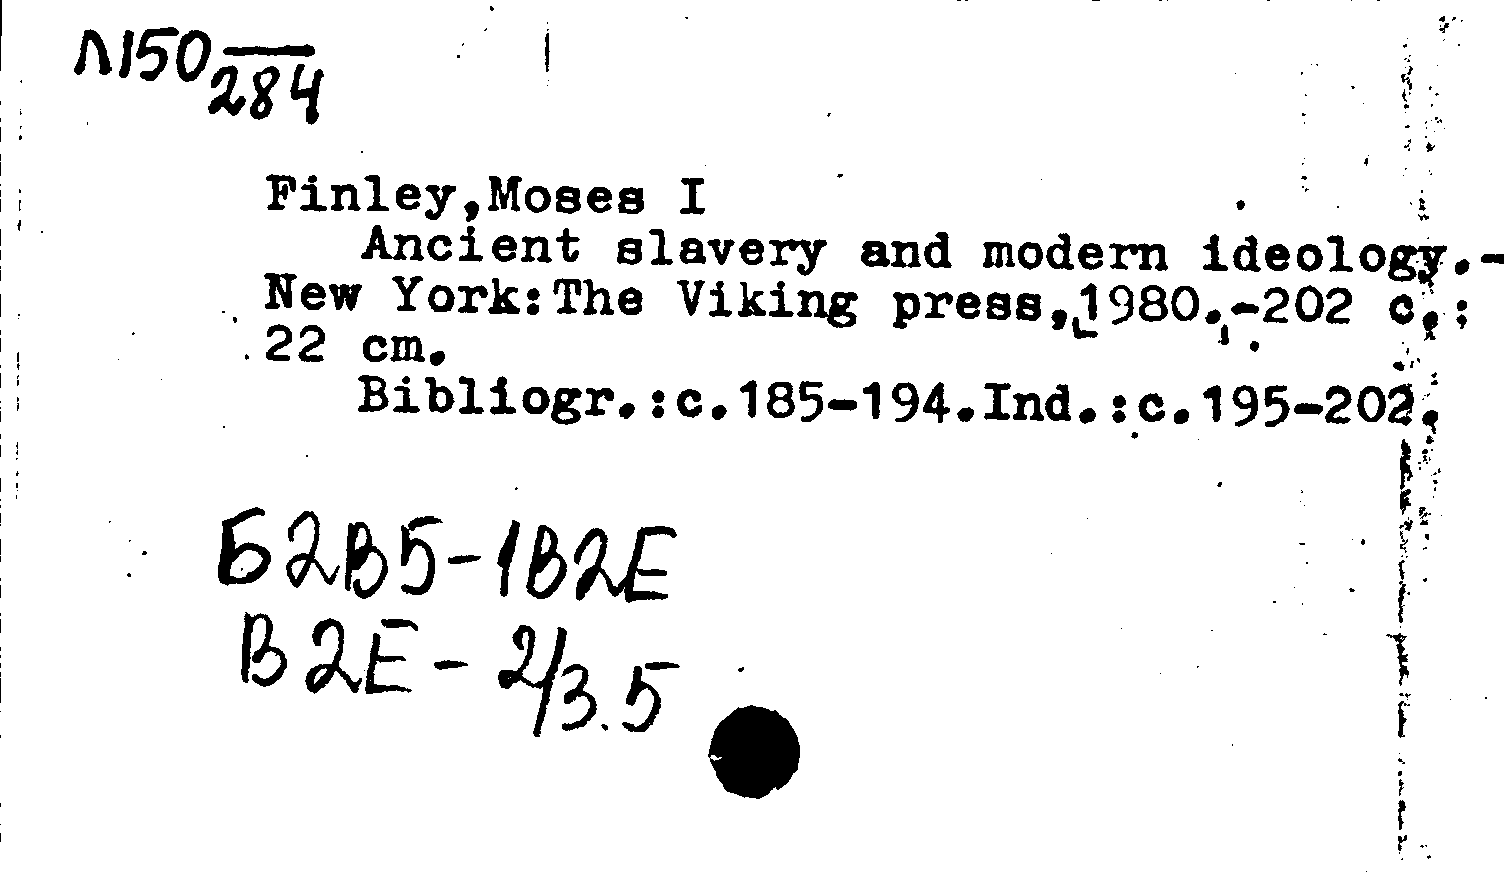 Л150 284
Finley,Moses I
Ancient slavery and modern ideology.-
New York:The Viking press,1980.-202 c.:
22 cm.
Bibliogr.:c.185-194.Ind.:c.195-202.
Б2В5-1В2Е
В2Е-2/3.5